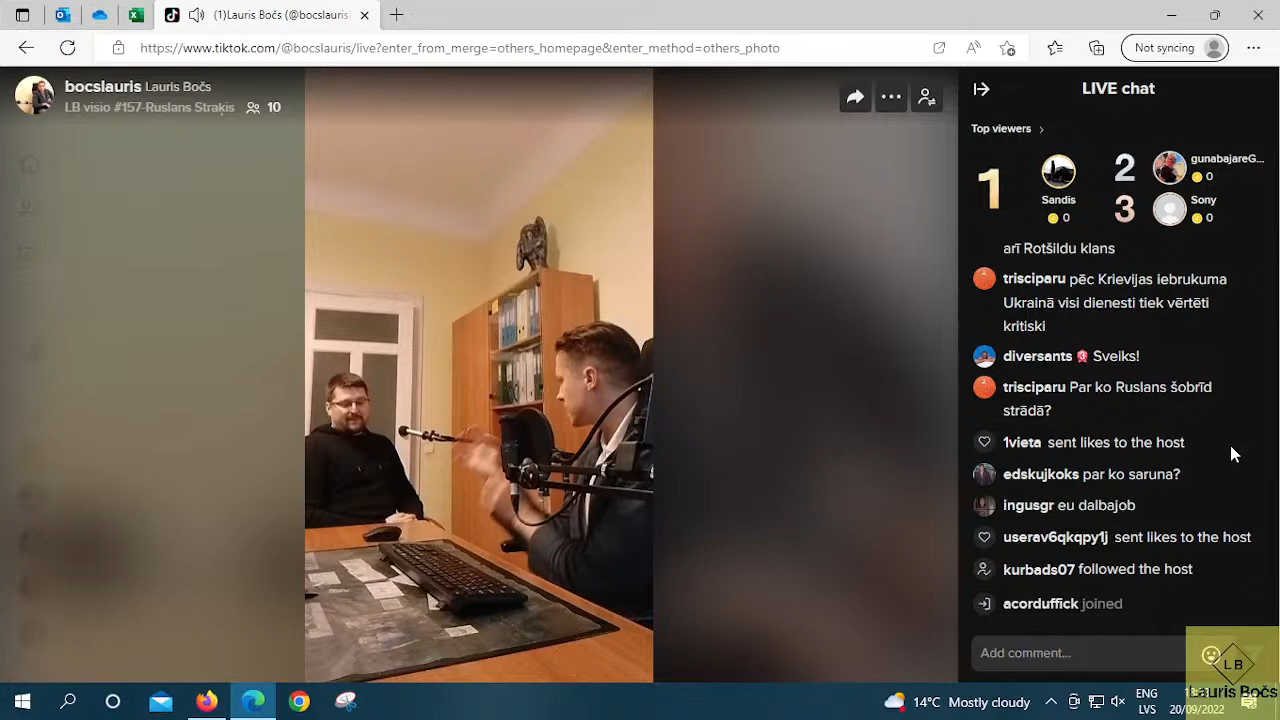 (1)Lauris Bočs (@bocslauris)
https://www.tiktok.com/@bocslauris/live?enter_from_merge=others_homepage&enter_method=others_photo
Not syncing
bocslauris Lauris Bočs
LB visio #157-Ruslans Straķis 10
LIVE chat
Top viewers
1
Sandis
0
2
gunabajareG...
0
3
Sony
0
arī Rotšildu klans
trisciparu pēc Krievijas iebrukuma
Ukrainā visi dienesti tiek vērtēti
kritiski
diversants 3 Sveiks!
trisciparu Par ko Ruslans šobrīd
strādā?
1vieta sent likes to the host
edskujkoks par ko saruna?
ingusgr eu dalbajob
userav6qkqpy1j sent likes to the host
kurbads07 followed the host
acorduffick joined
Add comment...
LB
Lauris Bočs
14°C Mostly cloudy
ENG
LVS
20/09/2022